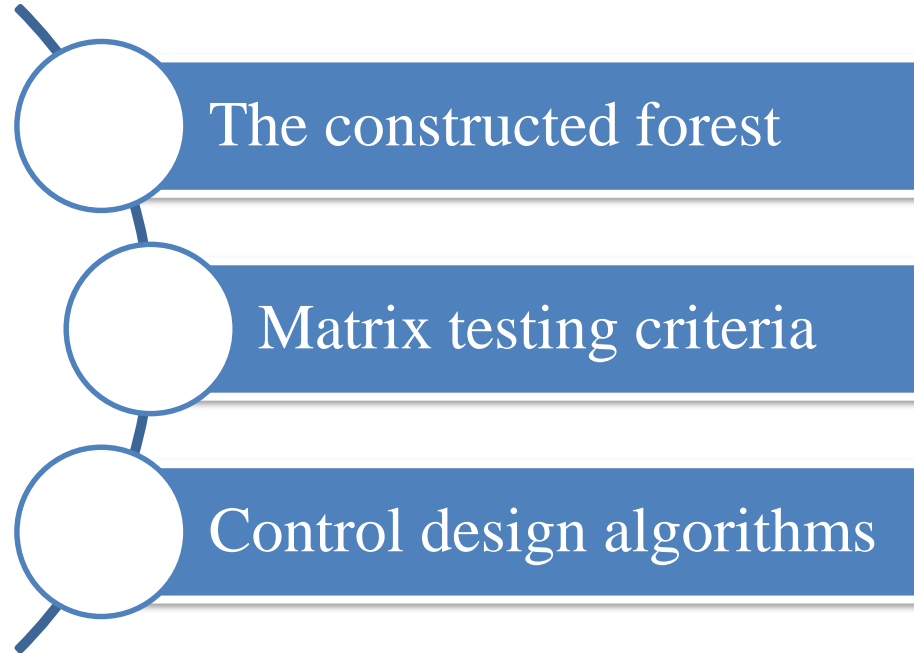 The constructed forest
Matrix testing criteria
Control design algorithms